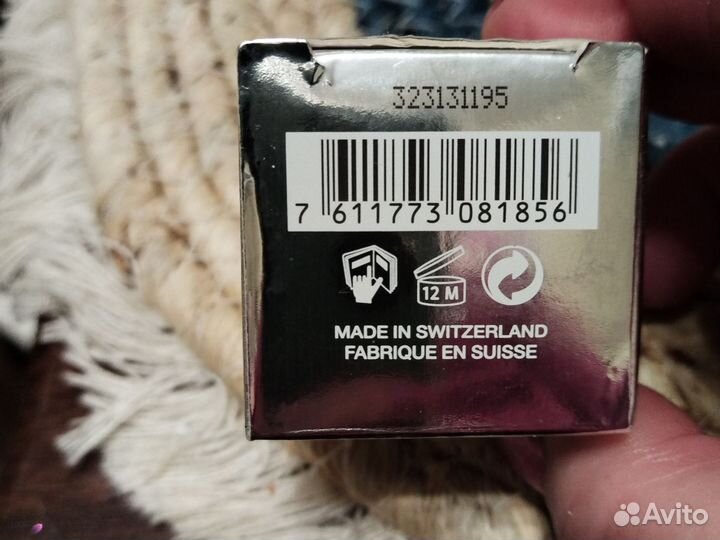 323131195
7 611773 081856
12 M
MADE IN SWITZERLAND
FABRIQUE EN SUISSE
Avito